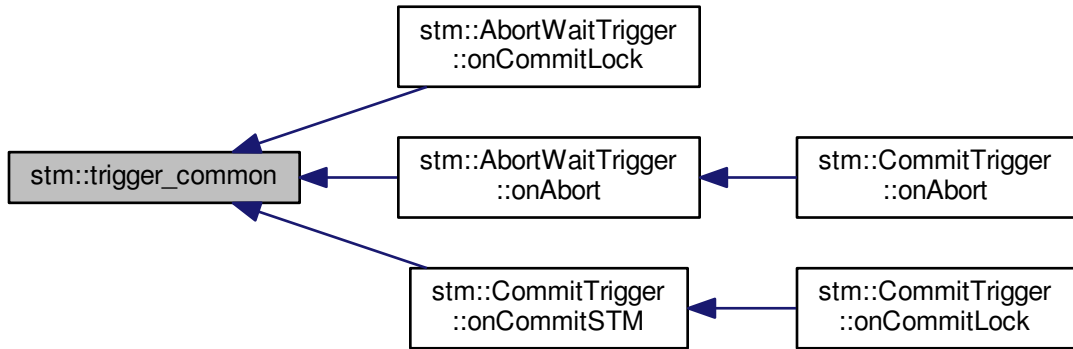 stm::AbortWaitTrigger
::onCommitLock
stm::trigger_common
stm::AbortWaitTrigger
::onAbort
stm::CommitTrigger
::onAbort
stm::CommitTrigger
::onCommitSTM
stm::CommitTrigger
::onCommitLock